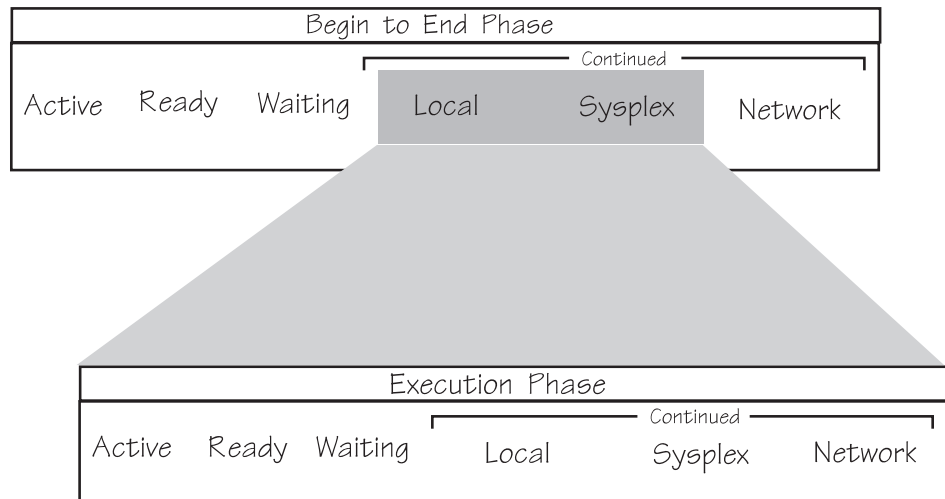 Begin to End Phase
Continued
Active Ready Waiting Local Sysplex Network
Execution Phase
Continued
Active Ready Waiting Local Sysplex Network